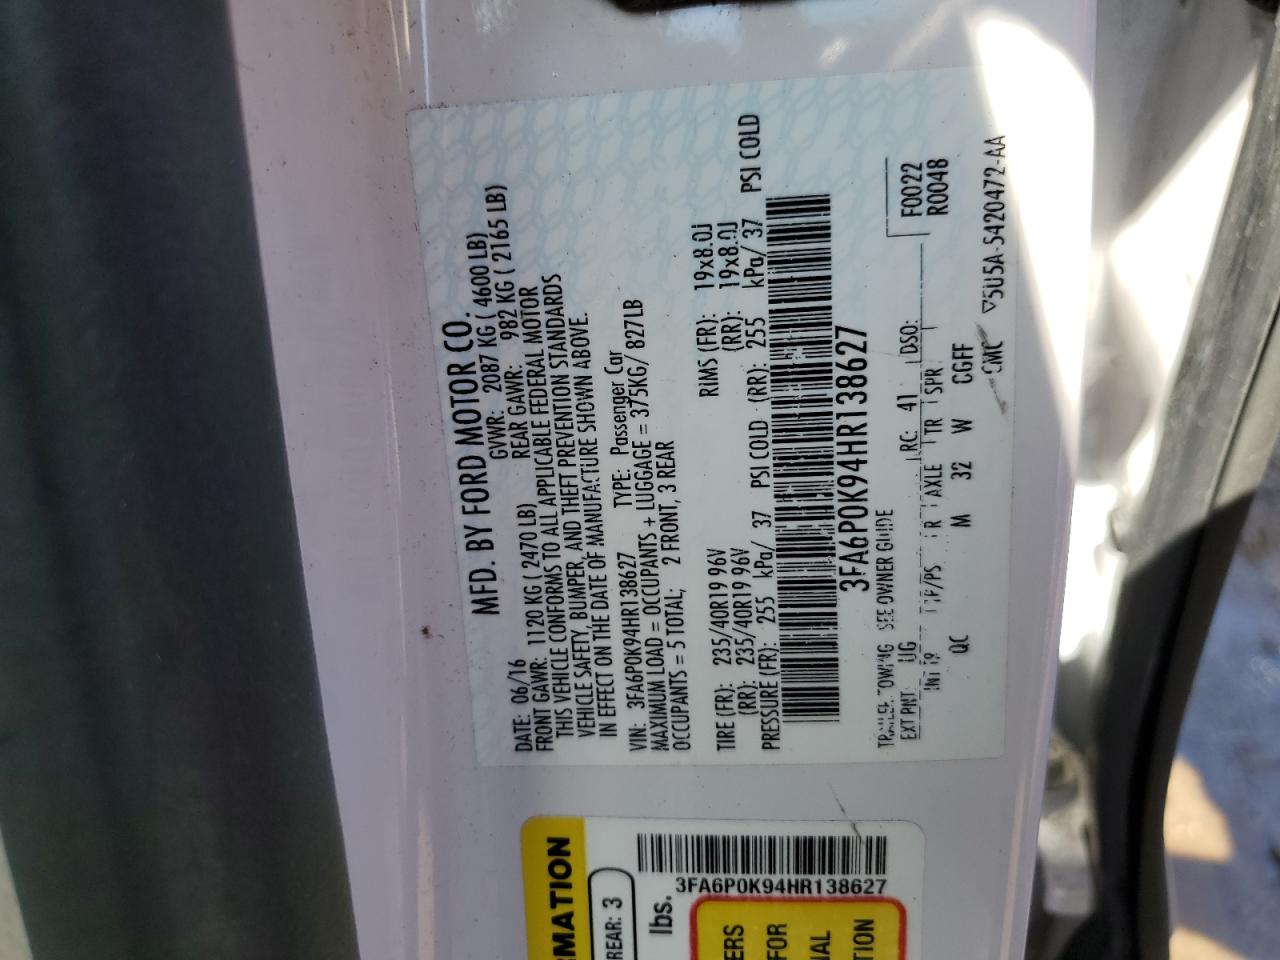 MFD. BY FORD MOTOR CO.
DATE: 06/16 GVWR: 2087 KG ( 4600 LB)
FRONT GAWR: 1120 KG ( 2470 LB) REAR GAWR: 982 KG ( 2165 LB)
THIS VEHICLE CONFORMS TO ALL APPLICABLE FEDERAL MOTOR
VEHICLE SAFETY, BUMPER, AND THEFT PREVENTION STANDARDS
IN EFFECT ON THE DATE OF MANUFACTURE SHOWN ABOVE.
VIN: 3FA6P0K94HR138627 TYPE: Passenger Car
MAXIMUM LOAD = OCCUPANTS + LUGGAGE = 375KG/ 827LB
OCCUPANTS = 5 TOTAL; 2 FRONT, 3 REAR
TIRE (FR): 235/40R19 96V RIMS (FR): 19x8.0J
(RR): 235/40R19 96V (RR): 19x8.0J
PRESSURE (FR): 255 kPa/ 37 PSI COLD (RR): 255 kPa/ 37 PSI COLD
3FA6P0K94HR138627
TRAILER TOWING SEE OWNER GUIDE F0022
EXT PNT: UG RC: 41 DSO: R0048
INT TR TP/PS R AXLE TR SPR
QC M 32 W CGFF
CMC ▽5U5A-5420472-AA
RMATION
REAR: 3
lbs.
3FA6P0K94HR138627
ERS
FOR
NAL
TION